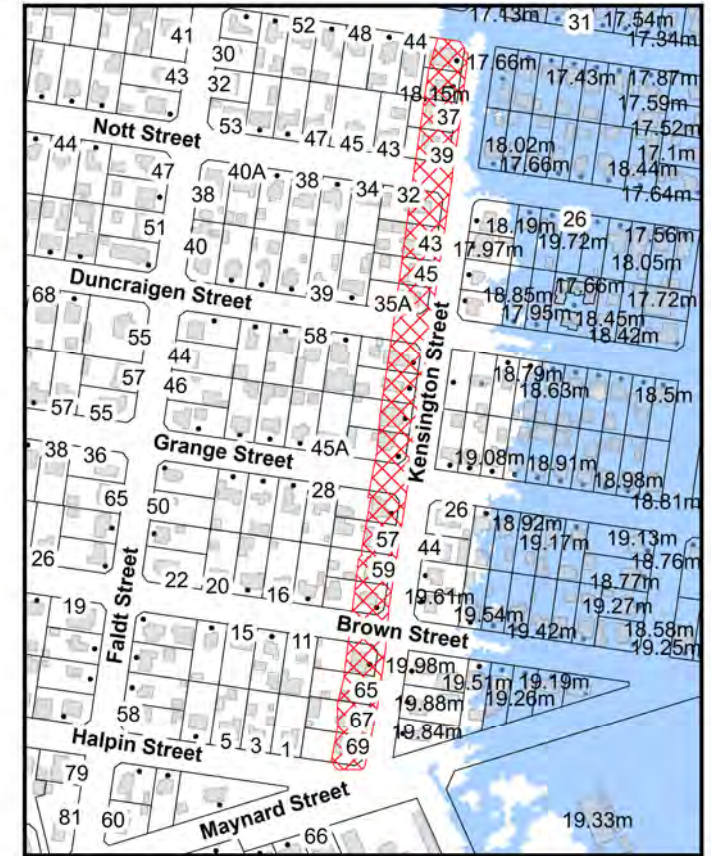 52
48
44
17.13m
31
17.54m
17.34m
41
30
17.66m
17.43m
17.87m
43
32
18.15m
17.59m
37
17.52m
Nott Street
53
47
45
43
39
18.02m
17.1m
44
17.66m
18.44m
47
40A
38
34
32
17.64m
38
26
51
18.19m
17.56m
40
43
17.97m
19.72m
18.05m
45
17.66m
Duncraigen Street
39
35A
18.85m
17.72m
68
17.95m
18.45m
55
58
18.42m
44
Kensington Street
57
46
18.79m
18.63m
18.5m
57
55
45A
Grange Street
38
36
19.08m
18.91m
18.98m
28
18.81m
65
50
26
18.92m
57
19.17m
19.13m
44
18.76m
26
22
20
16
59
18.77m
19.61m
19.27m
19
Faldt Street
19.54m
15
11
Brown Street
19.42m
18.58m
19.25m
19.98m
65
19.51m
19.19m
58
19.88m
19.26m
67
5
3
1
69
19.84m
Halpin Street
79
81
60
Maynard Street
66
19.33m